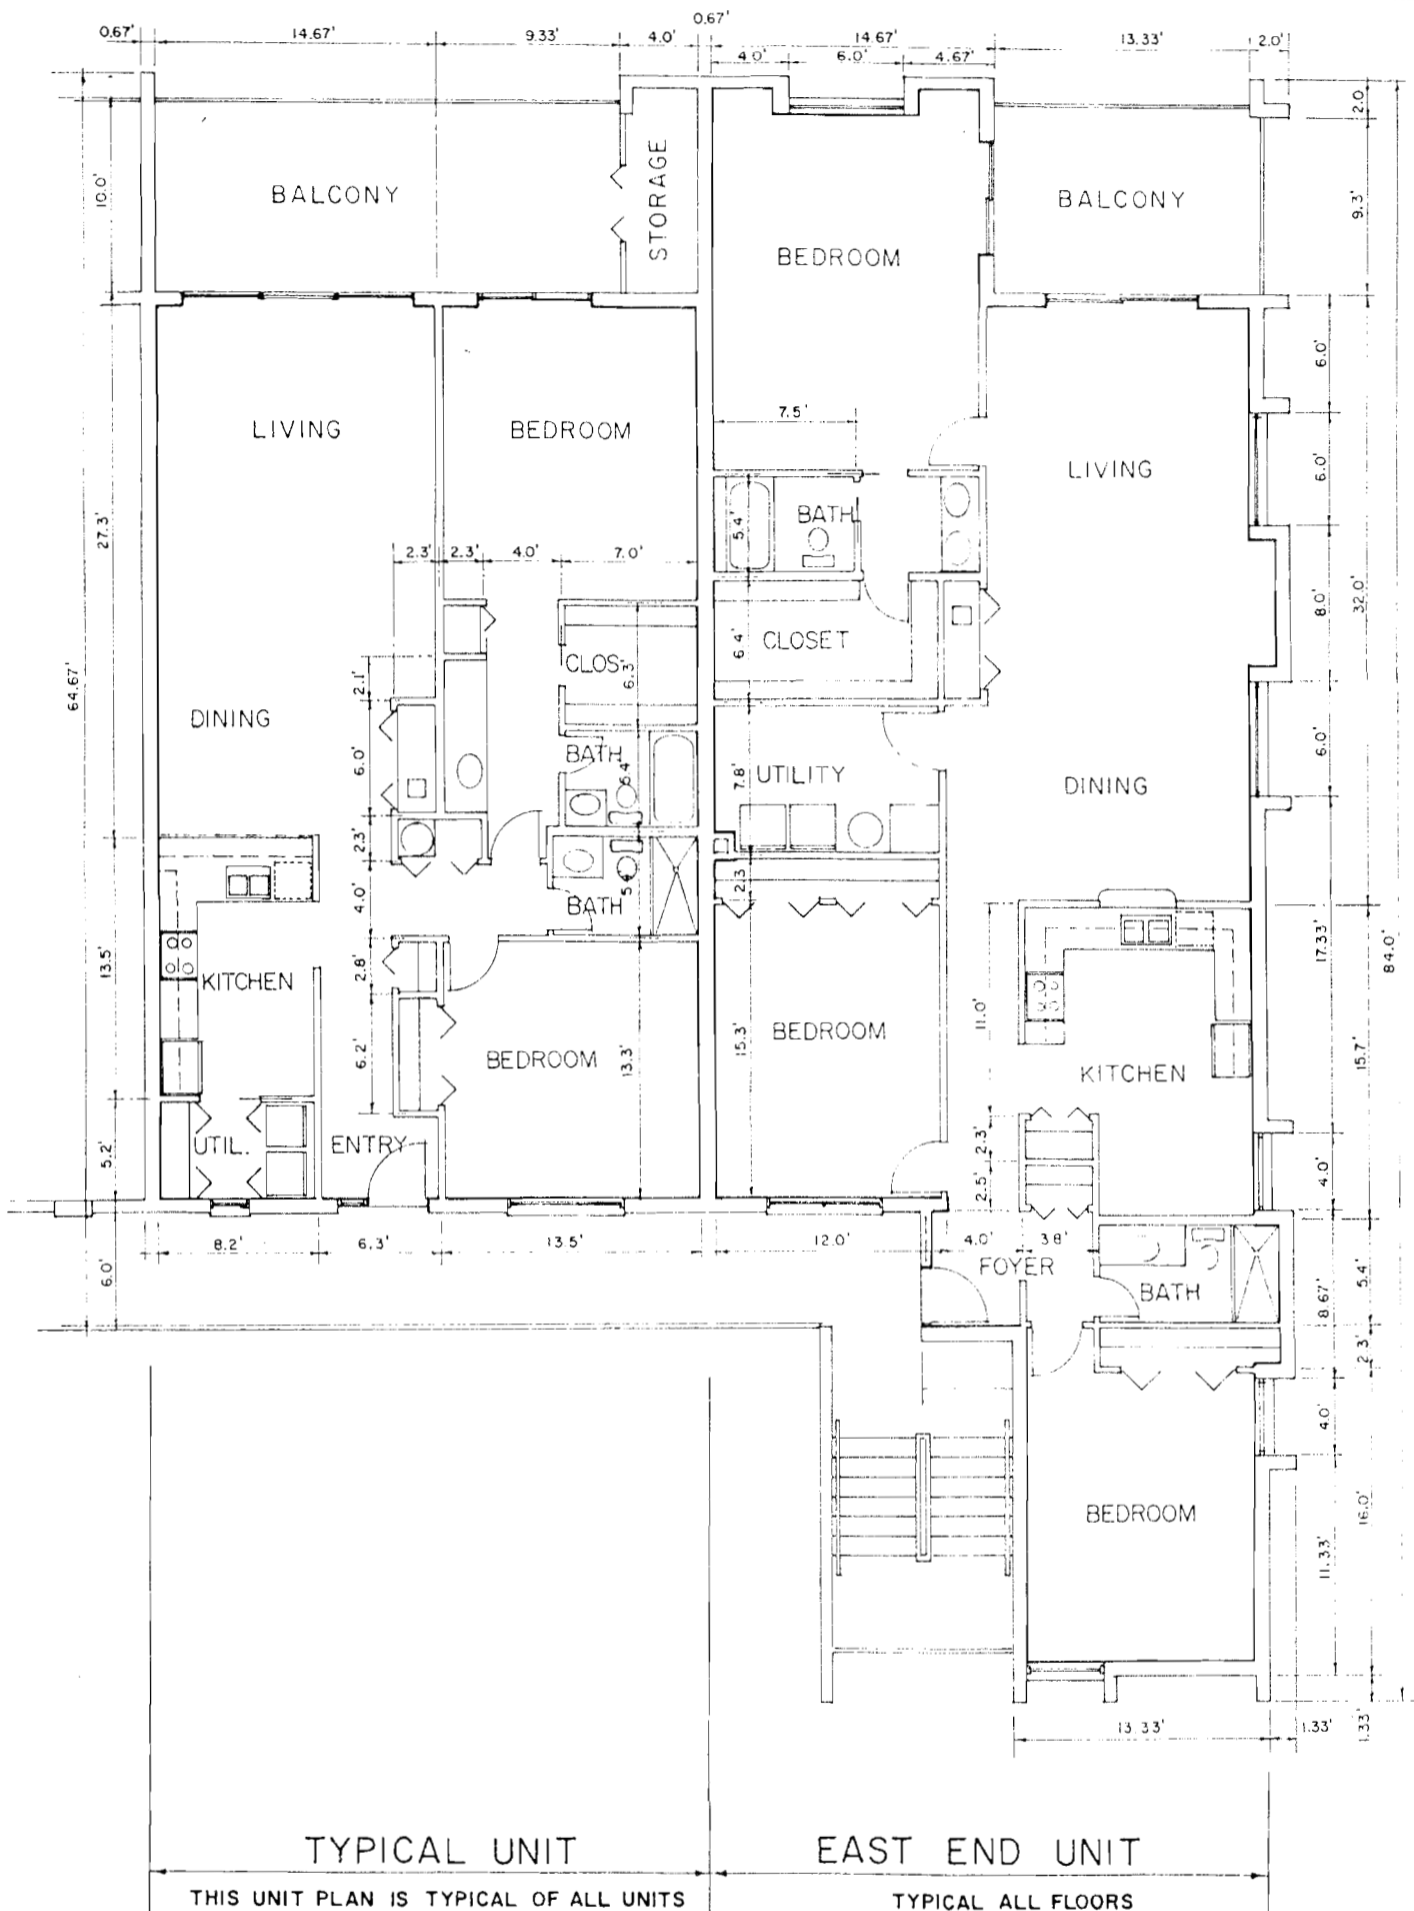 0.67'
0.67' 14.67' 9.33' 4.0' 14.67' 13.33' 2.0'
4.0' 6.0' 4.67'
2.0
10.0' BALCONY STORAGE BALCONY 9.3'
BEDROOM
6.0'
7.5'
LIVING BEDROOM LIVING 6.0'
BATH
27.3' 5.4'
2.3' 2.3' 4.0' 7.0'
8.0' 32.0'
CLOS. 6.3' 6.4' CLOSET
64.67' 2.1'
DINING
6.0' BATH 5.4' 7.8' UTILITY DINING 6.0'
2.3'
4.0' BATH 5.4' 2.3'
13.5' KITCHEN 2.8' 17.33' 84.0'
11.0'
6.2' BEDROOM 13.3' 15.3' BEDROOM KITCHEN 15.7'
5.2' UTIL. ENTRY 2.3'
2.5' 4.0'
8.2' 6.3' 13.5' 12.0' 4.0' 3.8'
6.0' FOYER 5.4'
BATH 8.67'
2.3'
4.0'
BEDROOM 16.0'
11.33'
13.33' 1.33' 1.33'
TYPICAL UNIT EAST END UNIT
THIS UNIT PLAN IS TYPICAL OF ALL UNITS TYPICAL ALL FLOORS